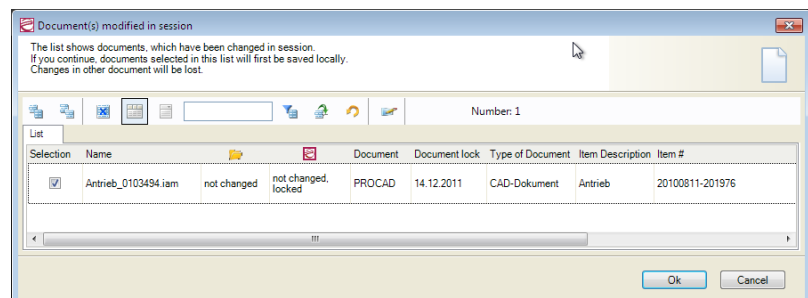 Document(s) modified in session
The list shows documents, which have been changed in session.
If you continue, documents selected in this list will first be saved locally.
Changes in other document will be lost.
Number: 1
List
Selection Name Document Document lock Type of Document Item Description Item #
Antrieb_0103494.iam not changed not changed, locked PROCAD 14.12.2011 CAD-Dokument Antrieb 20100811-201976
Ok Cancel